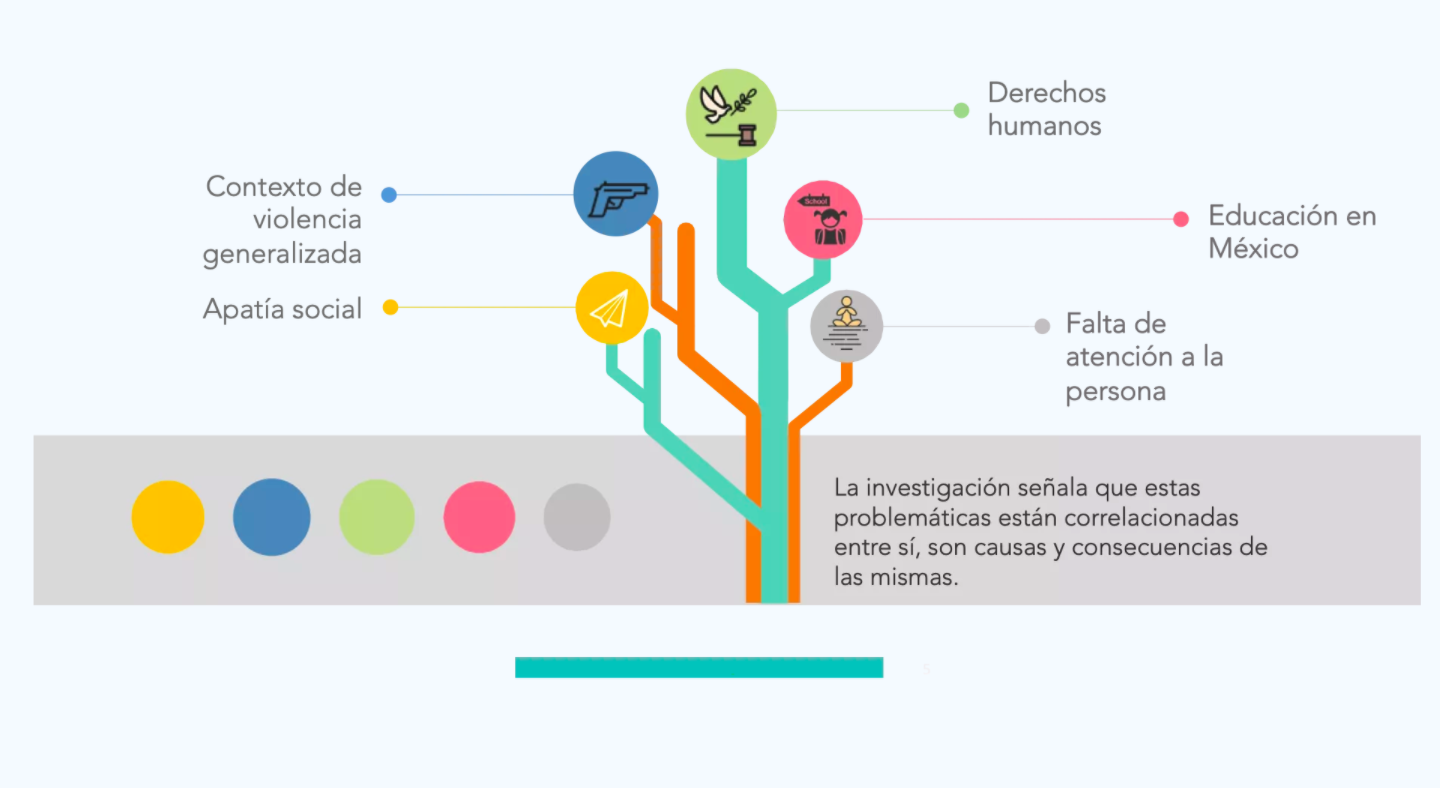 Derechos
humanos
Contexto de
violencia
generalizada
School
Educación en
México
Apatía social
Falta de
atención a la
persona
La investigación señala que estas
problemáticas están correlacionadas
entre sí, son causas y consecuencias de
las mismas.
5